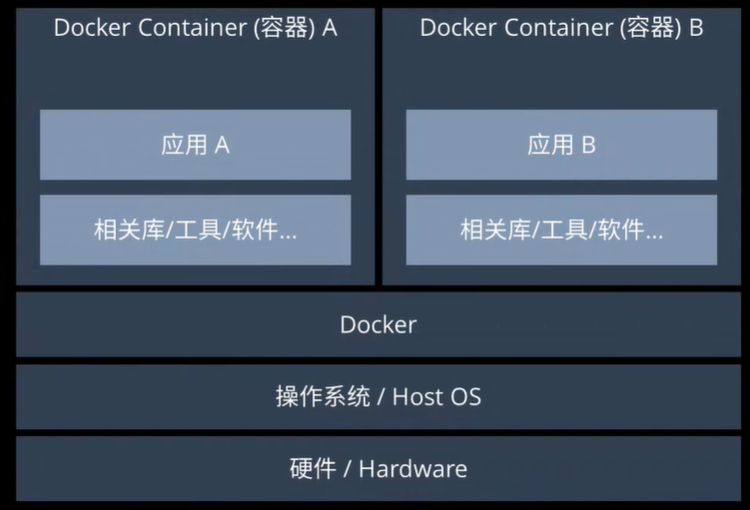 Docker Container (容器) A
Docker Container (容器) B
应用 A
应用 B
相关库/工具/软件...
相关库/工具/软件...
Docker
操作系统 / Host OS
硬件 / Hardware